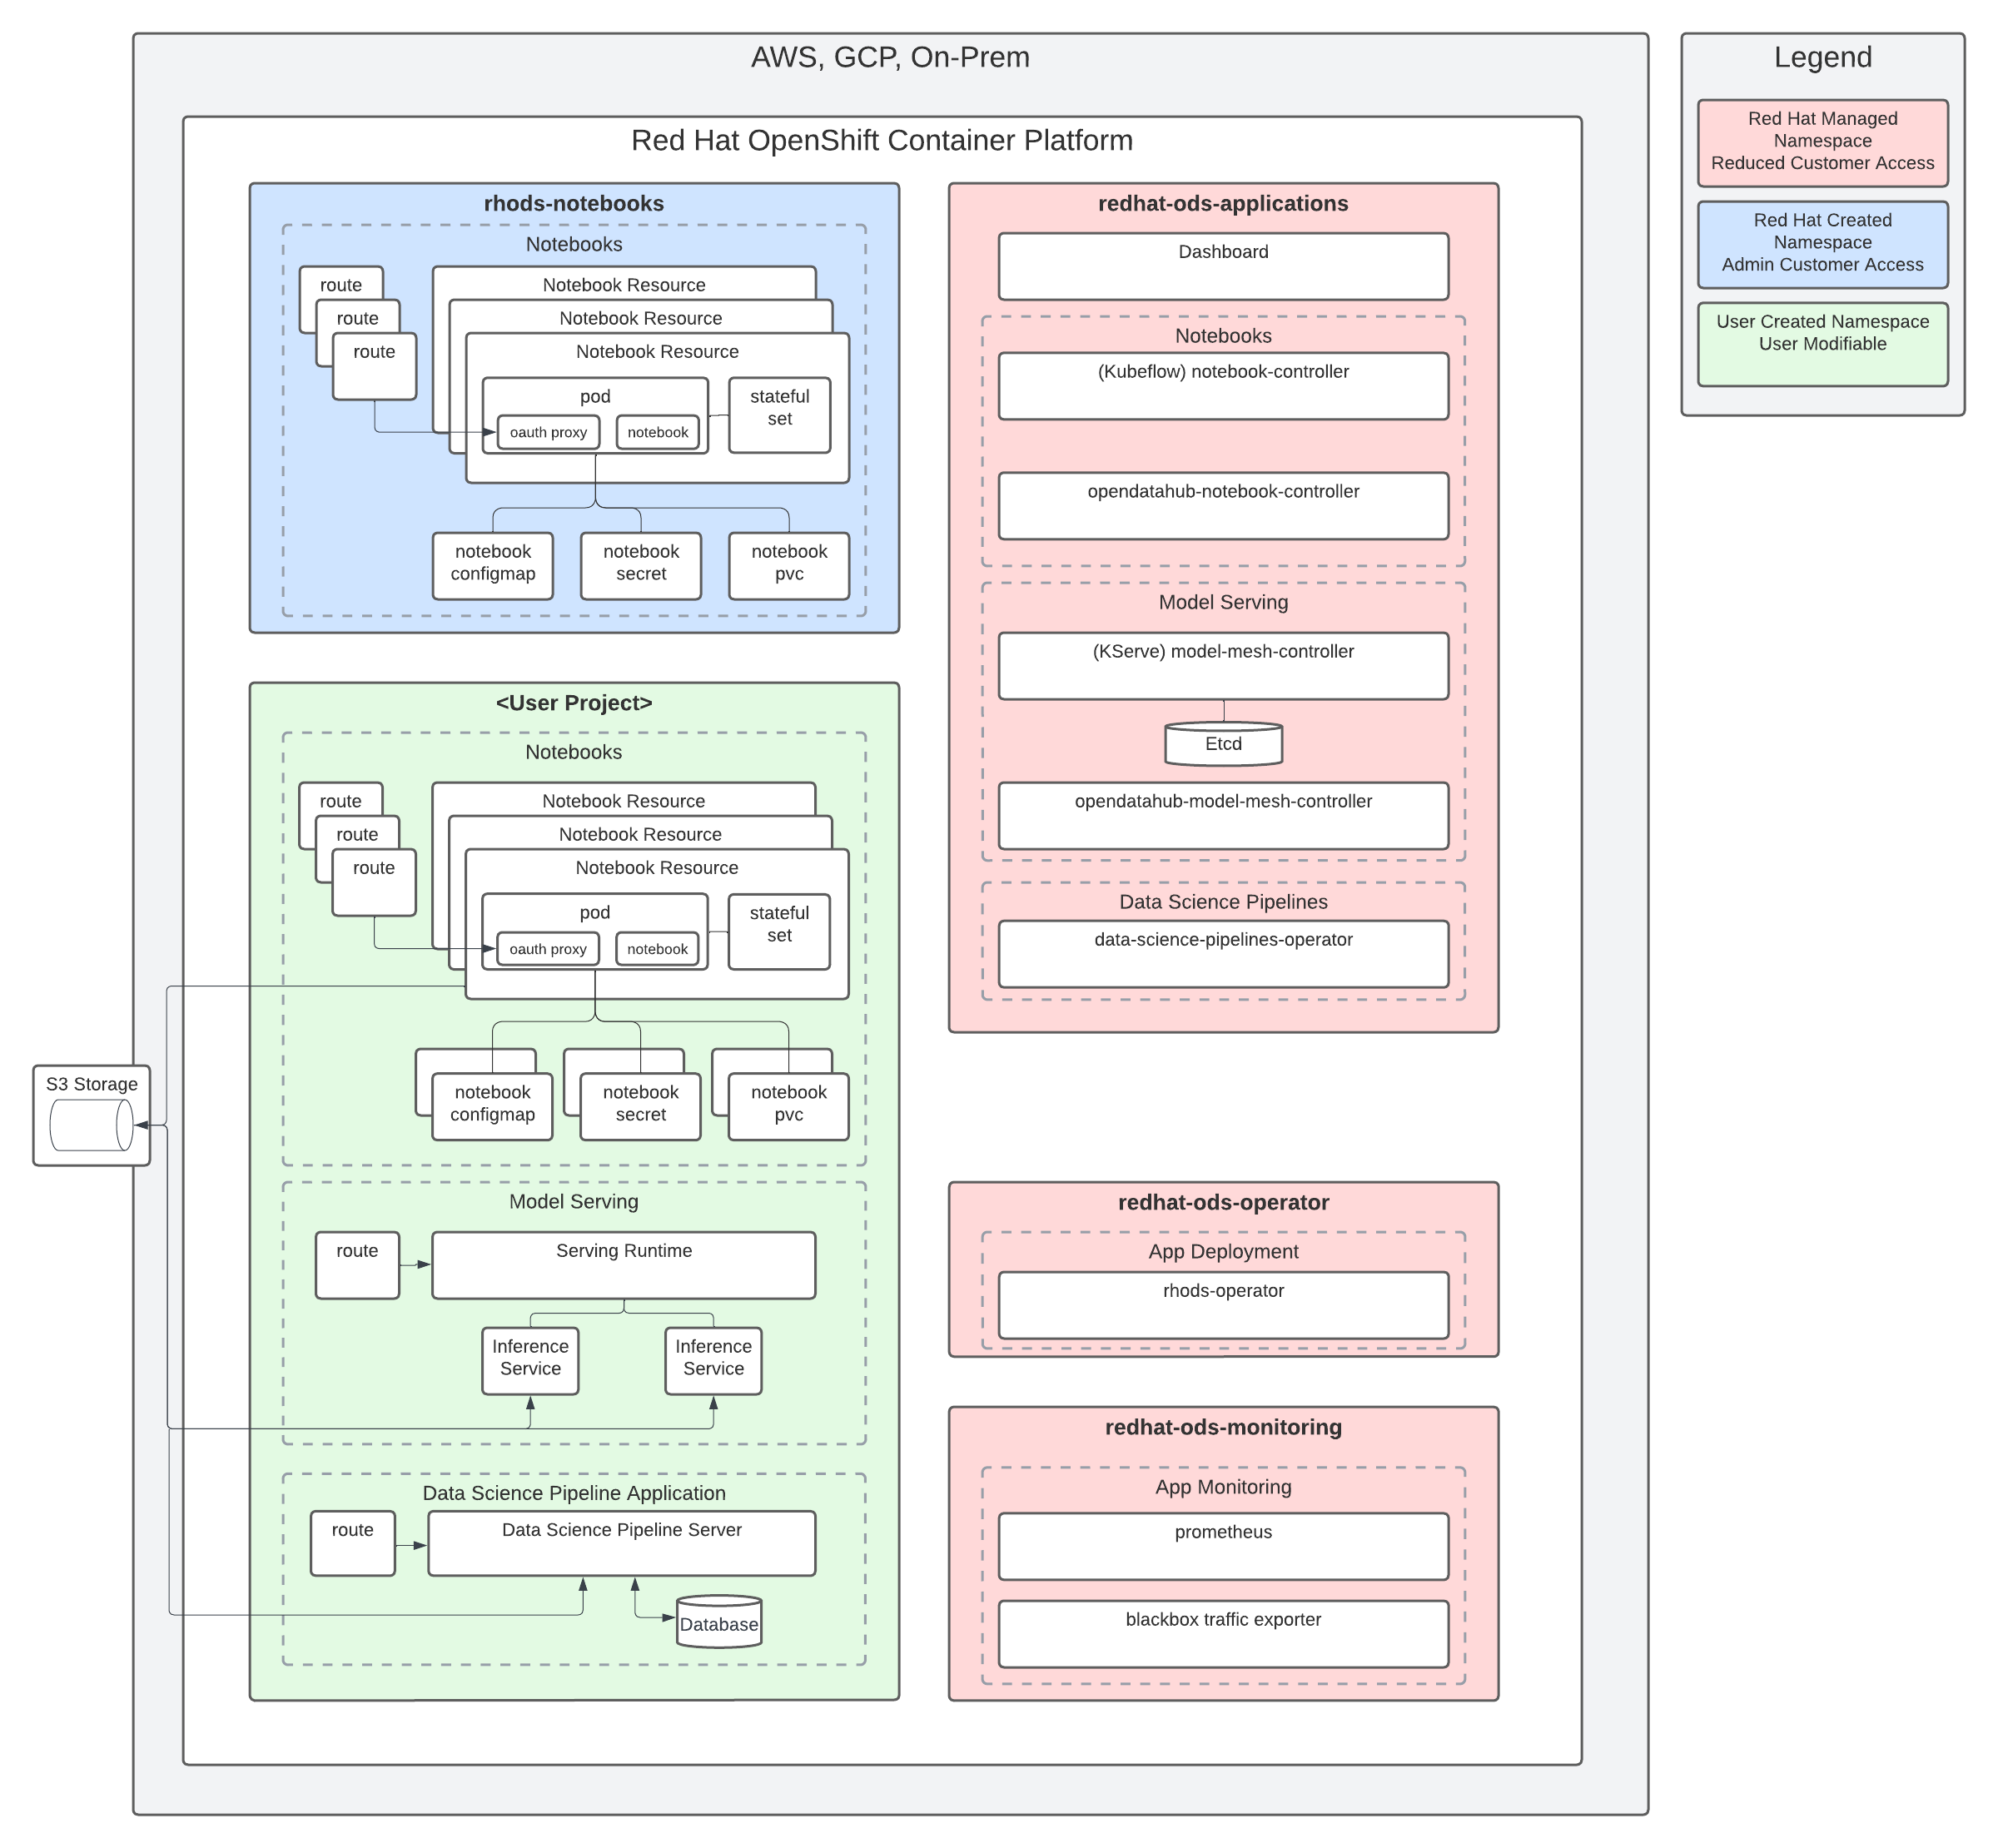 AWS, GCP, On-Prem
Red Hat OpenShift Container Platform
rhods-notebooks
Notebooks
route
route
route
Notebook Resource
Notebook Resource
Notebook Resource
pod
oauth proxy
notebook
stateful
set
notebook
configmap
notebook
secret
notebook
pvc
<User Project>
Notebooks
route
route
route
Notebook Resource
Notebook Resource
Notebook Resource
pod
oauth proxy
notebook
stateful
set
notebook
configmap
notebook
secret
notebook
pvc
S3 Storage
Model Serving
route
Serving Runtime
Inference
Service
Inference
Service
Data Science Pipeline Application
route
Data Science Pipeline Server
Database
redhat-ods-applications
Dashboard
Notebooks
(Kubeflow) notebook-controller
opendatahub-notebook-controller
Model Serving
(KServe) model-mesh-controller
Etcd
opendatahub-model-mesh-controller
Data Science Pipelines
data-science-pipelines-operator
redhat-ods-operator
App Deployment
rhods-operator
redhat-ods-monitoring
App Monitoring
prometheus
blackbox traffic exporter
Legend
Red Hat Managed
Namespace
Reduced Customer Access
Red Hat Created
Namespace
Admin Customer Access
User Created Namespace
User Modifiable